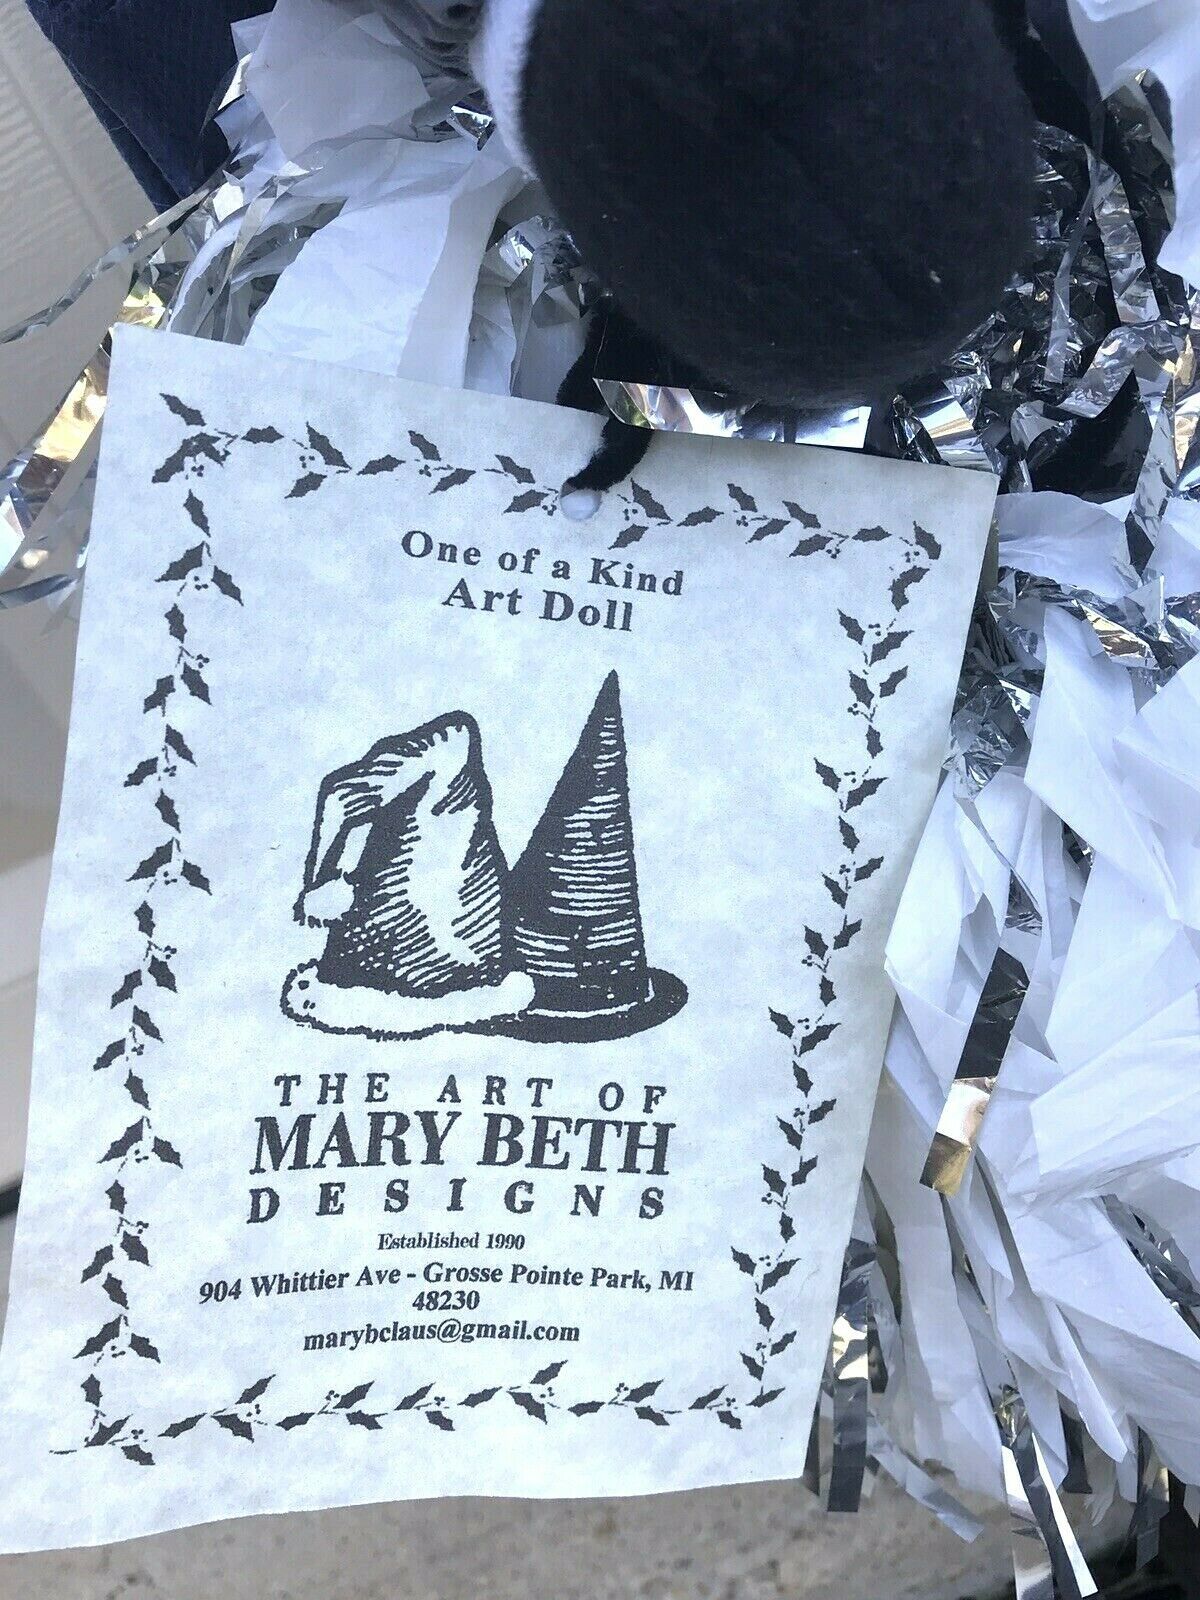 One of a Kind
Art Doll
THE ART OF
MARY BETH
DESIGNS
Established 1990
904 Whittier Ave - Grosse Pointe Park, MI
48230
marybclaus@gmail.com